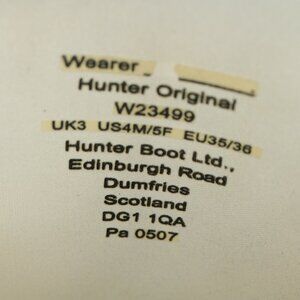 Wearer
Hunter Original
W23499
UK3 US4M/5F EU35/36
Hunter Boot Ltd.,
Edinburgh Road
Dumfries
Scotland
DG1 1QA
Pa 0507